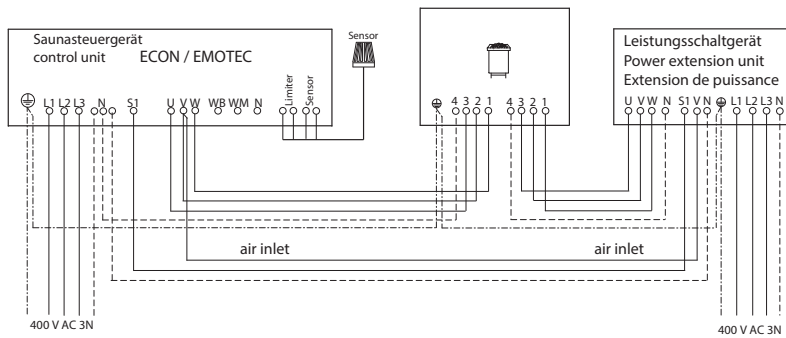 Saunasteuergerät
control unit ECON / EMOTEC
L1 L2 L3 N S1 U V W WB WM N Limiter Sensor
Sensor
4 3 2 1 4 3 2 1
Leistungsschaltgerät
Power extension unit
Extension de puissance
U V W N S1 V N L1 L2 L3 N
air inlet air inlet
400 V AC 3N
400 V AC 3N